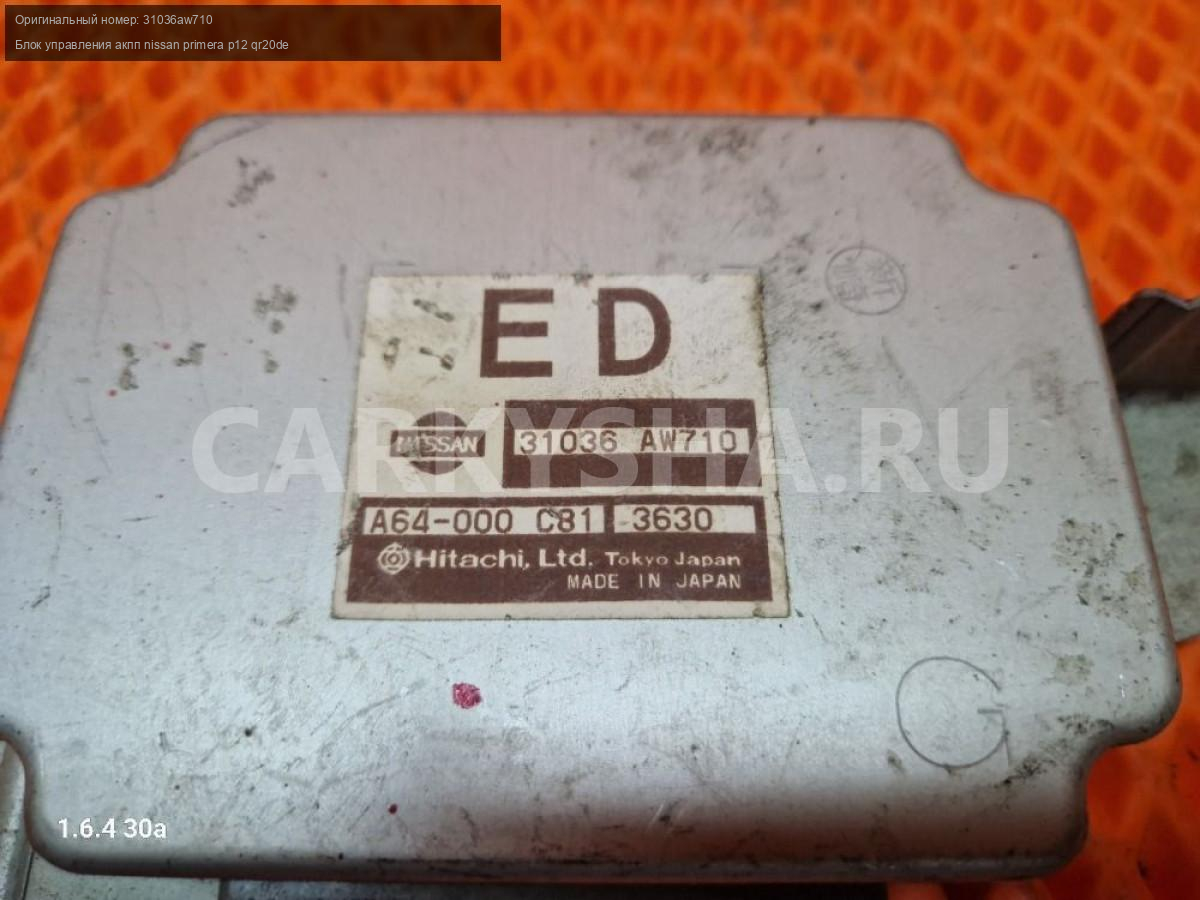 Оригинальный номер: 31036aw710
Блок управления акпп nissan primera p12 qr20de
E D
NISSAN 31036 AW710
CARKYSHA.RU
A64-000 C81 3630
Hitachi, Ltd. Tokyo Japan
MADE IN JAPAN
G
1.6.4 30a